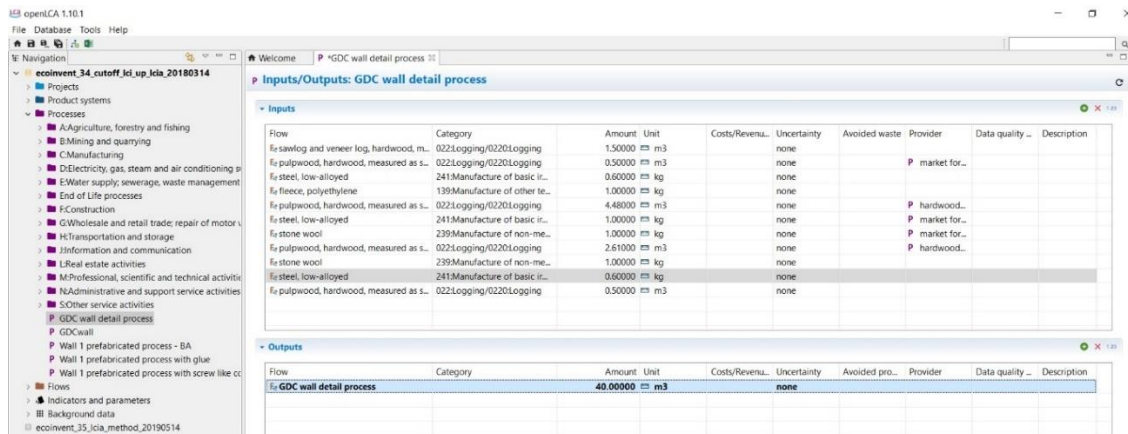 openLCA 1.10.1
File Database Tools Help
Navigation
Welcome
P *GDC wall detail process
ecoinvent_34_cutoff_lci_up_lcia_20180314
Projects
Product systems
Processes
A:Agriculture, forestry and fishing
B:Mining and quarrying
C:Manufacturing
D:Electricity, gas, steam and air conditioning s
E:Water supply; sewerage, waste management
End of Life processes
F:Construction
G:Wholesale and retail trade; repair of motor v
H:Transportation and storage
J:Information and communication
L:Real estate activities
M:Professional, scientific and technical activitie
N:Administrative and support service activities
S:Other service activities
P GDC wall detail process
P GDCwall
P Wall 1 prefabricated process - BA
P Wall 1 prefabricated process with glue
P Wall 1 prefabricated process with screw like cc
Flows
Indicators and parameters
Background data
ecoinvent_35_lcia_method_20190514
P Inputs/Outputs: GDC wall detail process
Inputs
Flow Category Amount Unit Costs/Revenu... Uncertainty Avoided waste Provider Data quality ... Description
sawlog and veneer log, hardwood, m... 022:Logging/0220:Logging 1.50000 m3 none
pulpwood, hardwood, measured as s... 022:Logging/0220:Logging 0.50000 m3 none P market for...
steel, low-alloyed 241:Manufacture of basic ir... 0.60000 kg none
fleece, polyethylene 139:Manufacture of other te... 1.00000 kg none
pulpwood, hardwood, measured as s... 022:Logging/0220:Logging 4.48000 m3 none P hardwood...
steel, low-alloyed 241:Manufacture of basic ir... 1.00000 kg none P market for...
stone wool 239:Manufacture of non-me... 1.00000 kg none P market for...
pulpwood, hardwood, measured as s... 022:Logging/0220:Logging 2.61000 m3 none P hardwood...
stone wool 239:Manufacture of non-me... 1.00000 kg none
steel, low-alloyed 241:Manufacture of basic ir... 0.60000 kg none
pulpwood, hardwood, measured as s... 022:Logging/0220:Logging 0.50000 m3 none
Outputs
Flow Category Amount Unit Costs/Revenu... Uncertainty Avoided pro... Provider Data quality ... Description
GDC wall detail process 40.00000 m3 none